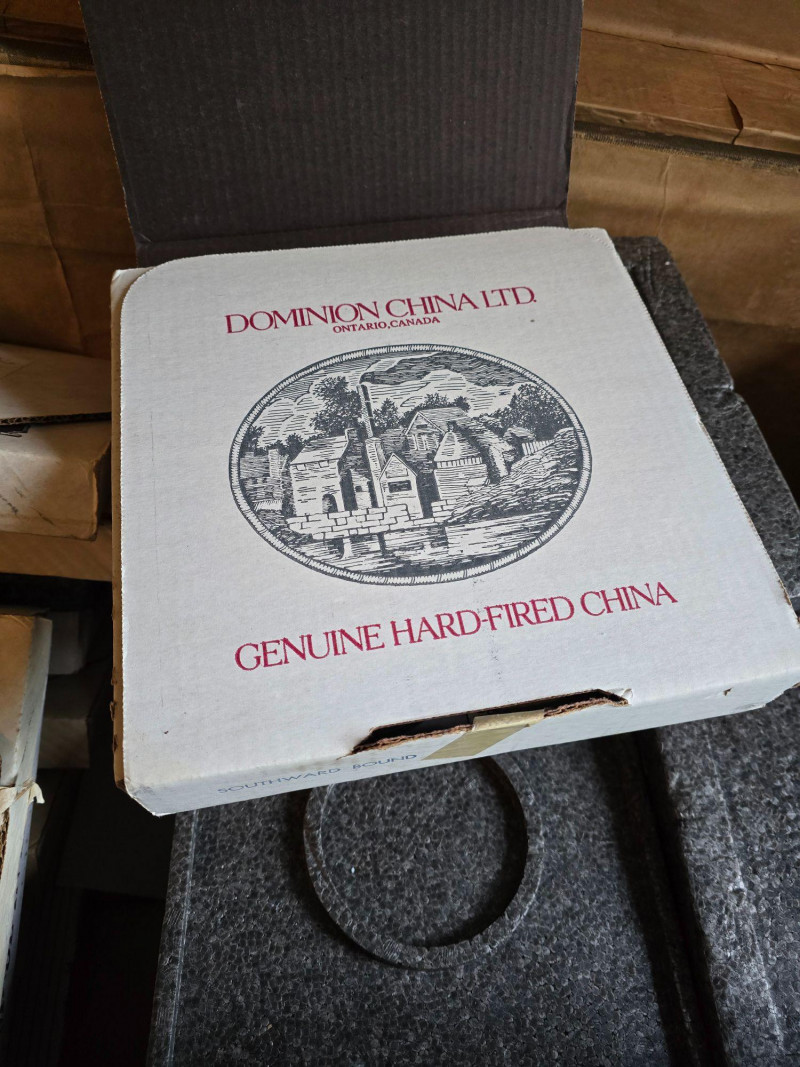 DOMINION CHINA LTD.
ONTARIO, CANADA
GENUINE HARD-FIRED CHINA
SOUTHWARD BOUND